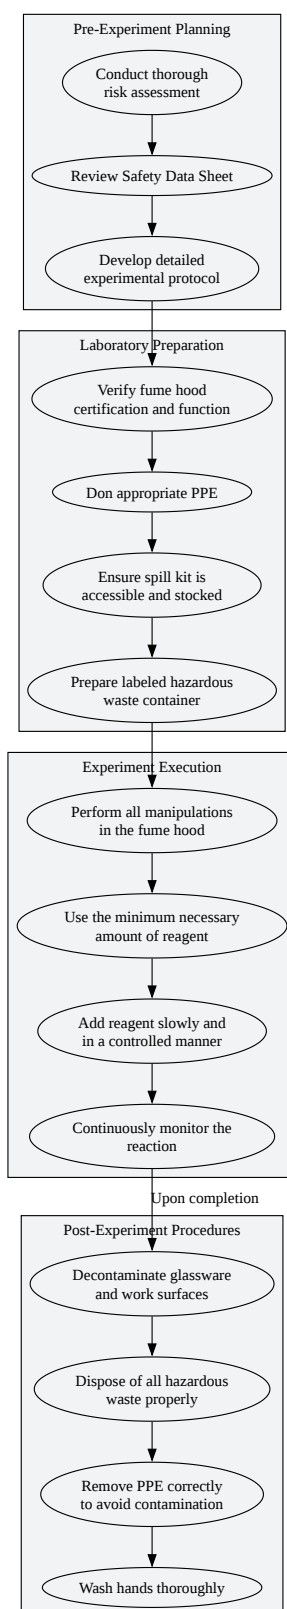 Pre-Experiment Planning
Conduct thorough
risk assessment
Review Safety Data Sheet
Develop detailed
experimental protocol
Laboratory Preparation
Verify fume hood
certification and function
Don appropriate PPE
Ensure spill kit is
accessible and stocked
Prepare labeled hazardous
waste container
Experiment Execution
Perform all manipulations
in the fume hood
Use the minimum necessary
amount of reagent
Add reagent slowly and
in a controlled manner
Continuously monitor the
reaction
Upon completion
Post-Experiment Procedures
Decontaminate glassware
and work surfaces
Dispose of all hazardous
waste properly
Remove PPE correctly
to avoid contamination
Wash hands thoroughly